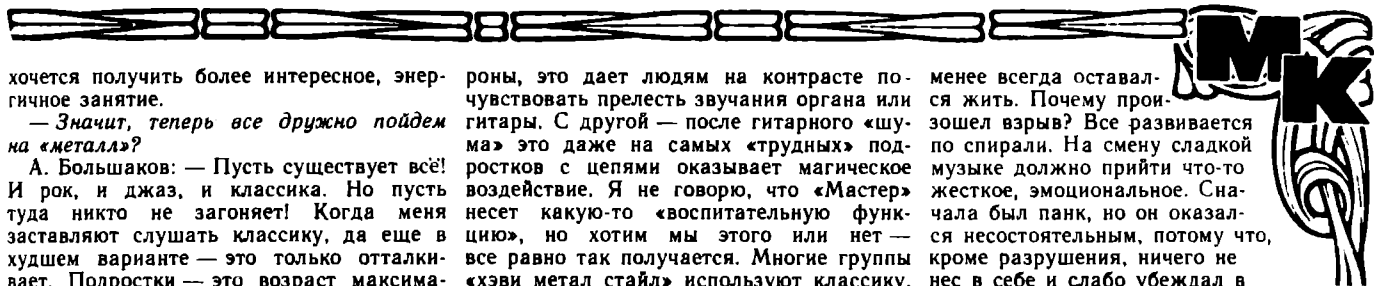 МК
хочется получить более интересное, энер-
гичное занятие.
— Значит, теперь все дружно пойдем
на «металл»?
А. Большаков: — Пусть существует всё!
И рок, и джаз, и классика. Но пусть
туда никто не загоняет! Когда меня
заставляют слушать классику, да еще в
худшем варианте — это только отталки-
вает. Подростки — это возраст максима-
роны, это дает людям на контрасте по-
чувствовать прелесть звучания органа или
гитары. С другой — после гитарного «шу-
ма» это даже на самых «трудных» под-
ростков с цепями оказывает магическое
воздействие. Я не говорю, что «Мастер»
несет какую-то «воспитательную функ-
цию», но хотим мы этого или нет —
все равно так получается. Многие группы
«хэви метал стайл» используют классику.
менее всегда оставал-
ся жить. Почему прои-
зошел взрыв? Все развивается
по спирали. На смену сладкой
музыке должно прийти что-то
жесткое, эмоциональное. Сна-
чала был панк, но он оказал-
ся несостоятельным, потому что,
кроме разрушения, ничего не
нес в себе и слабо убеждал в